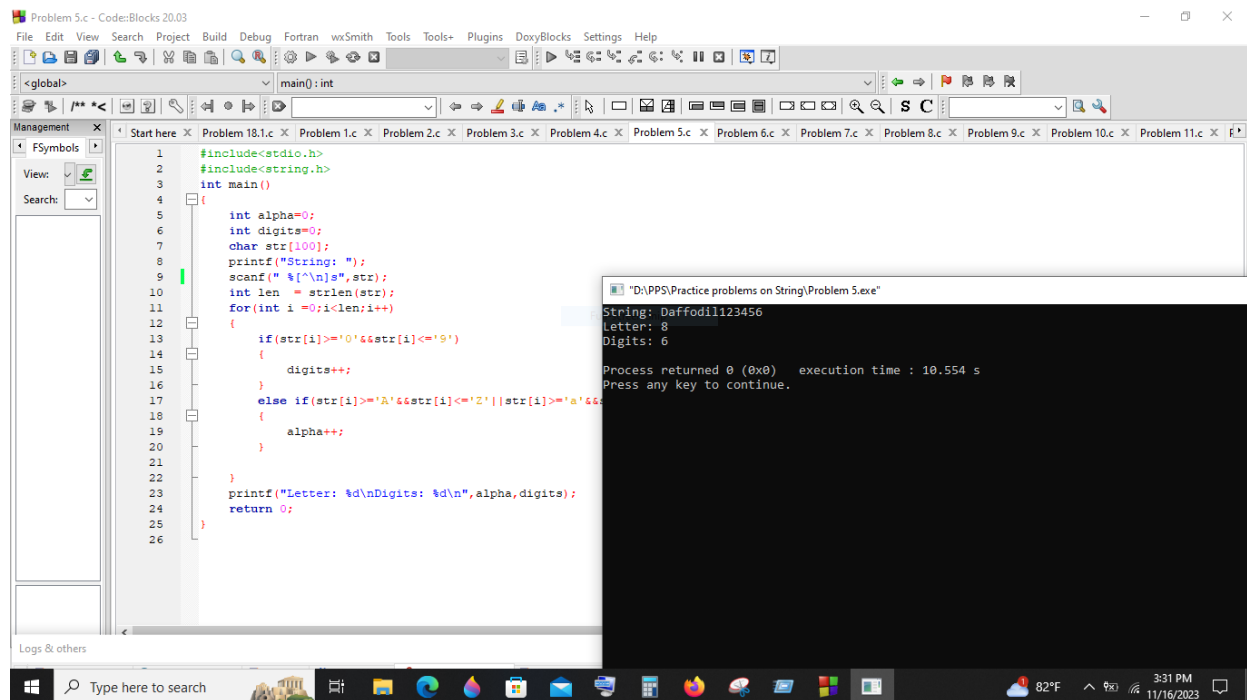 Problem 5.c - Code::Blocks 20.03
File Edit View Search Project Build Debug Fortran wxSmith Tools Tools+ Plugins DoxyBlocks Settings Help
<global> main() : int
/** *<
S C
Management
Start here Problem 18.1.c Problem 1.c Problem 2.c Problem 3.c Problem 4.c Problem 5.c Problem 6.c Problem 7.c Problem 8.c Problem 9.c Problem 10.c Problem 11.c
FSymbols
View:
Search:
1 #include<stdio.h>
2 #include<string.h>
3 int main()
4 {
5 int alpha=0;
6 int digits=0;
7 char str[100];
8 printf("String: ");
9 scanf(" %[^\n]s",str);
10 int len  = strlen(str);
11 for(int i =0;i<len;i++)
12 {
13 if(str[i]>='0'&&str[i]<='9')
14 {
15 digits++;
16 }
17 else if(str[i]>='A'&&str[i]<='Z'||str[i]>='a'&&
18 {
19 alpha++;
20 }
21
22 }
23 printf("Letter: %d\nDigits: %d\n",alpha,digits);
24 return 0;
25 }
26
"D:\PPS\Practice problems on String\Problem 5.exe"
String: Daffodil123456
Letter: 8
Digits: 6
Process returned 0 (0x0)   execution time : 10.554 s
Press any key to continue.
Logs & others
Type here to search
82°F
3:31 PM
11/16/2023